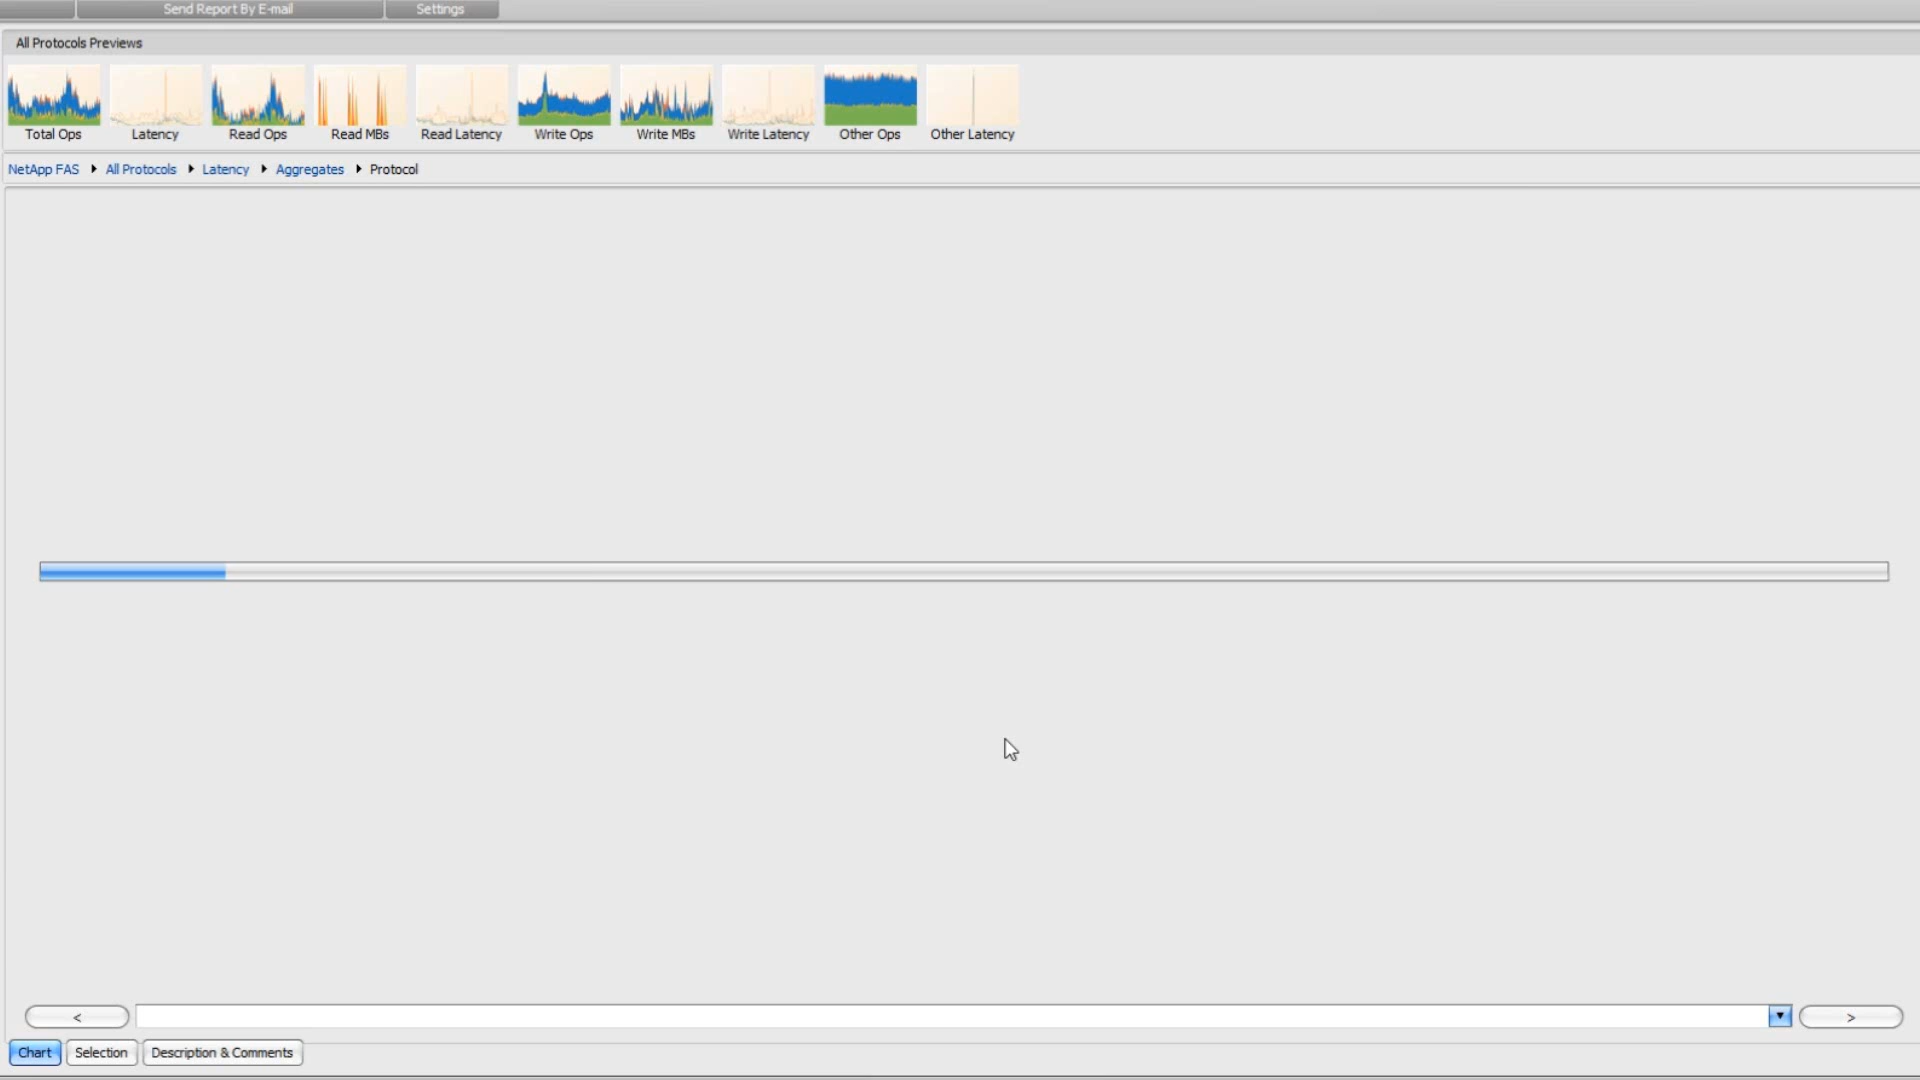 Send Report By E-mail
Settings
All Protocols Previews
Total Ops
Latency
Read Ops
Read MBs
Read Latency
Write Ops
Write MBs
Write Latency
Other Ops
Other Latency
NetApp FAS All Protocols Latency Aggregates Protocol
< >
Chart
Selection
Description & Comments